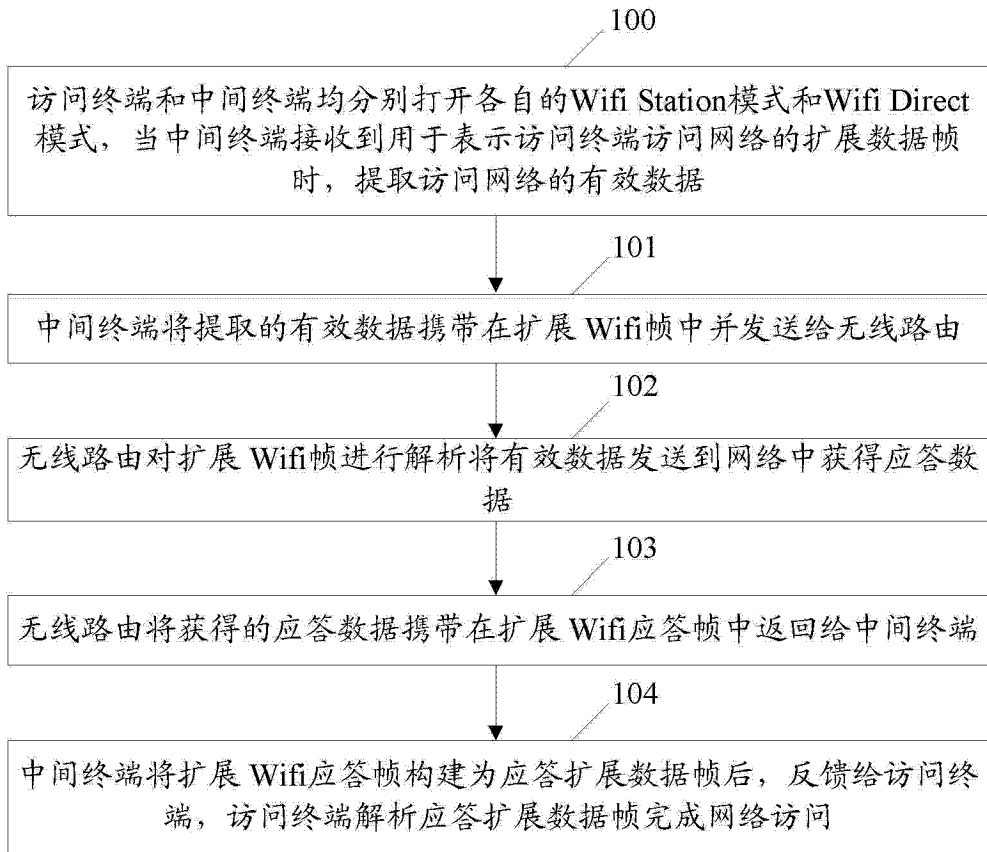 100
访问终端和中间终端均分别打开各自的Wifi Station模式和Wifi Direct
模式，当中间终端接收到用于表示访问终端访问网络的扩展数据帧
时，提取访问网络的有效数据
101
中间终端将提取的有效数据携带在扩展 Wifi帧中并发送给无线路由
102
无线路由对扩展 Wifi帧进行解析将有效数据发送到网络中获得应答数
据
103
无线路由将获得的应答数据携带在扩展 Wifi应答帧中返回给中间终端
104
中间终端将扩展 Wifi应答帧构建为应答扩展数据帧后，反馈给访问终
端，访问终端解析应答扩展数据帧完成网络访问